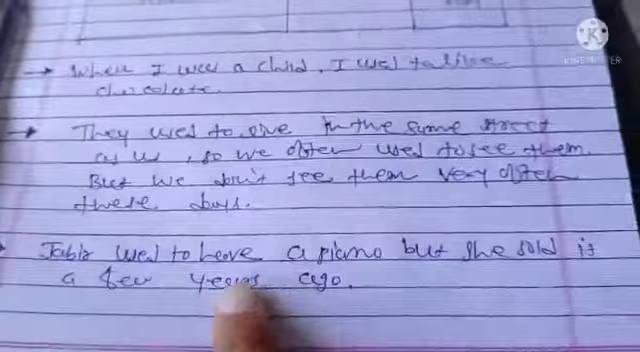 → When I was a child, I used to like
chocolate.
→ They used to live in the same street
as us, so we often used to see them.
But we don't see them very often
these days.
used to have a piano but she sold it
a few years ago.
K